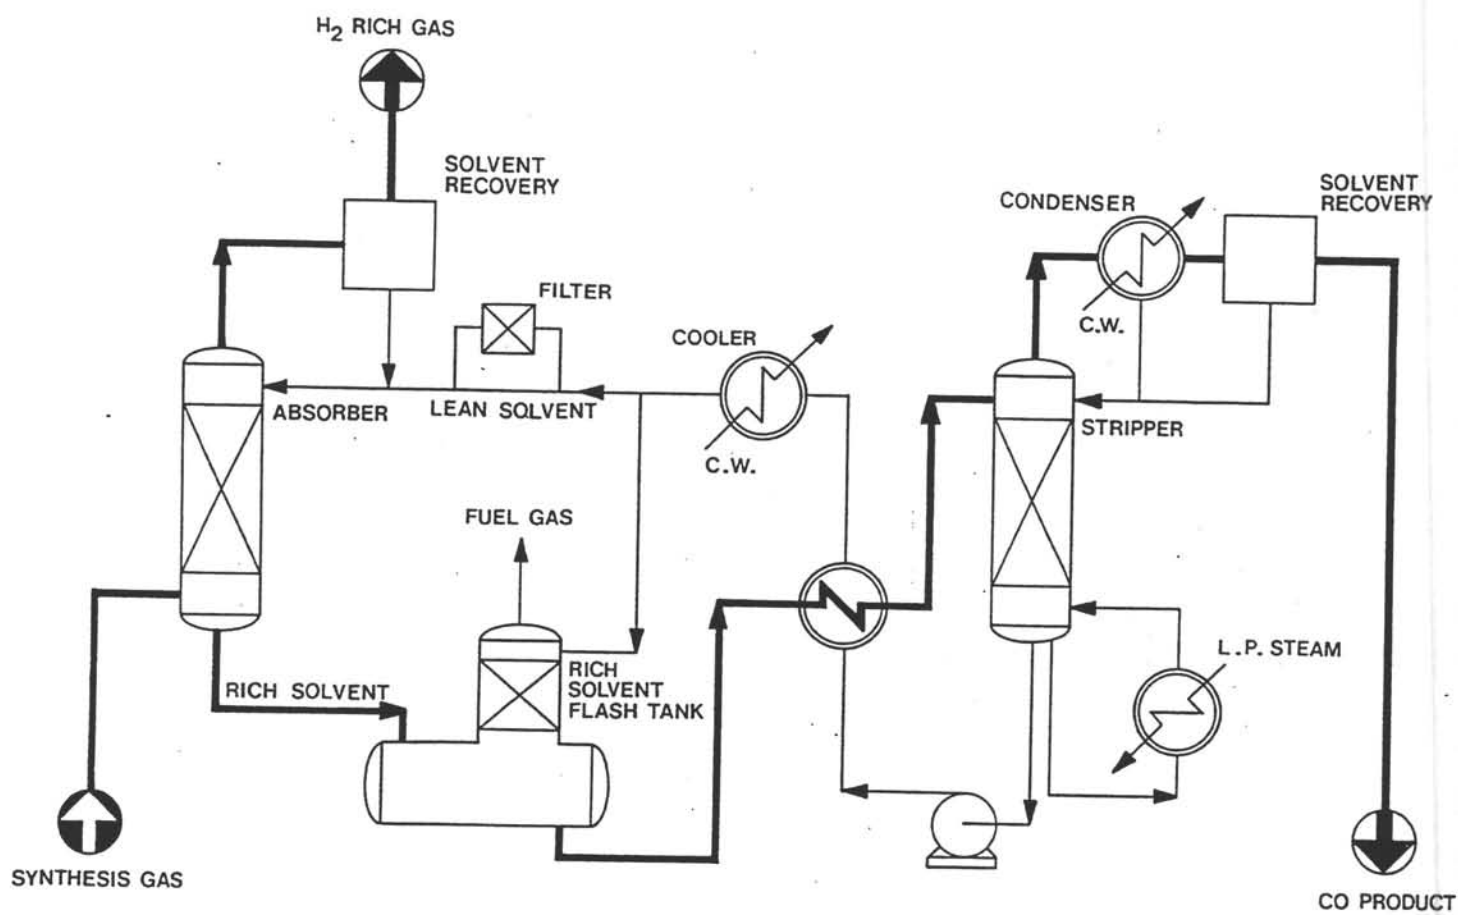 H2 RICH GAS
SOLVENT
RECOVERY
SOLVENT
RECOVERY
CONDENSER
FILTER
C.W.
COOLER
ABSORBER
LEAN SOLVENT
STRIPPER
C.W.
FUEL GAS
L.P. STEAM
RICH
SOLVENT
FLASH TANK
RICH SOLVENT
SYNTHESIS GAS
CO PRODUCT